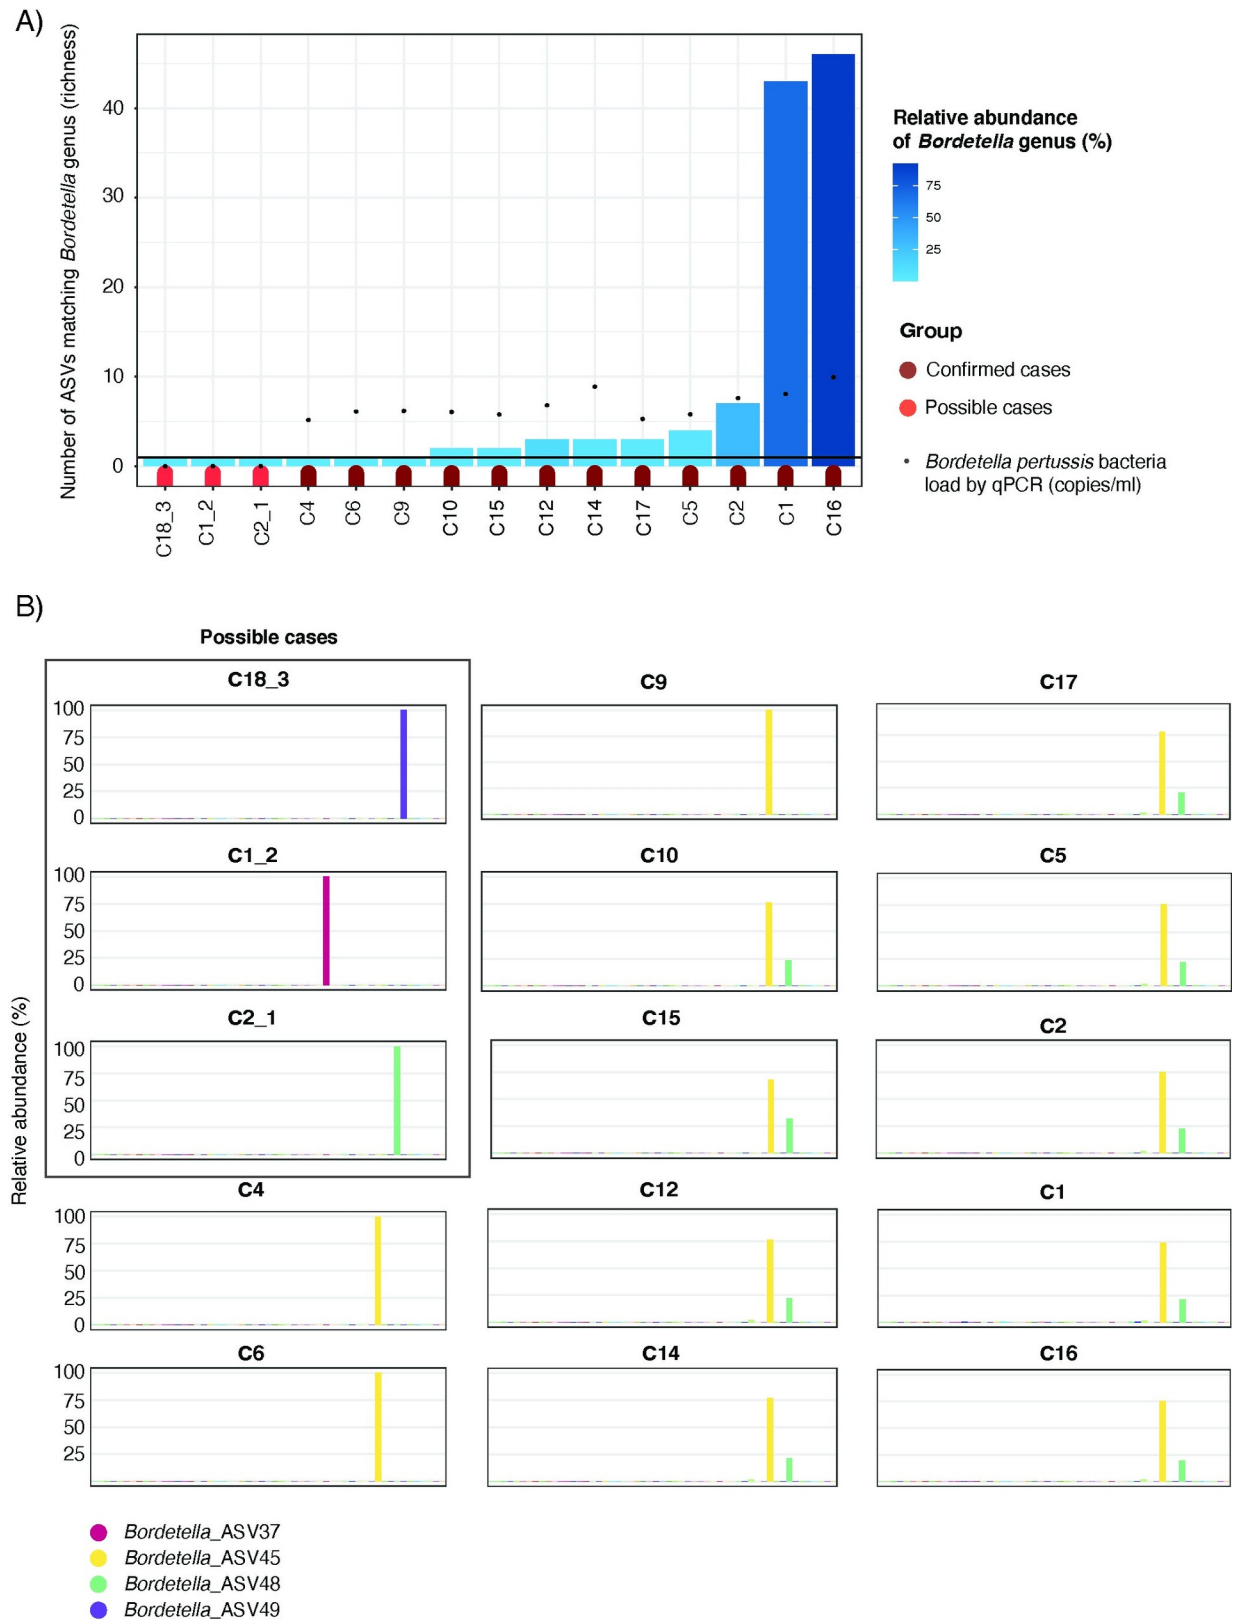 A)
Number of ASVs matching Bordetella genus (richness)
40
30
20
10
0
C18_3
C1_2
C2_1
C4
C6
C9
C10
C15
C12
C14
C17
C5
C2
C1
C16
Relative abundance
of Bordetella genus (%)
75
50
25
Group
Confirmed cases
Possible cases
Bordetella pertussis bacteria
load by qPCR (copies/ml)
B)
Possible cases
Relative abundance (%)
C18_3
100
75
50
25
0
C1_2
100
75
50
25
0
C2_1
100
75
50
25
0
C4
100
75
50
25
0
C6
100
75
50
25
C9
C10
C15
C12
C14
C17
C5
C2
C1
C16
Bordetella_ASV37
Bordetella_ASV45
Bordetella_ASV48
Bordetella_ASV49